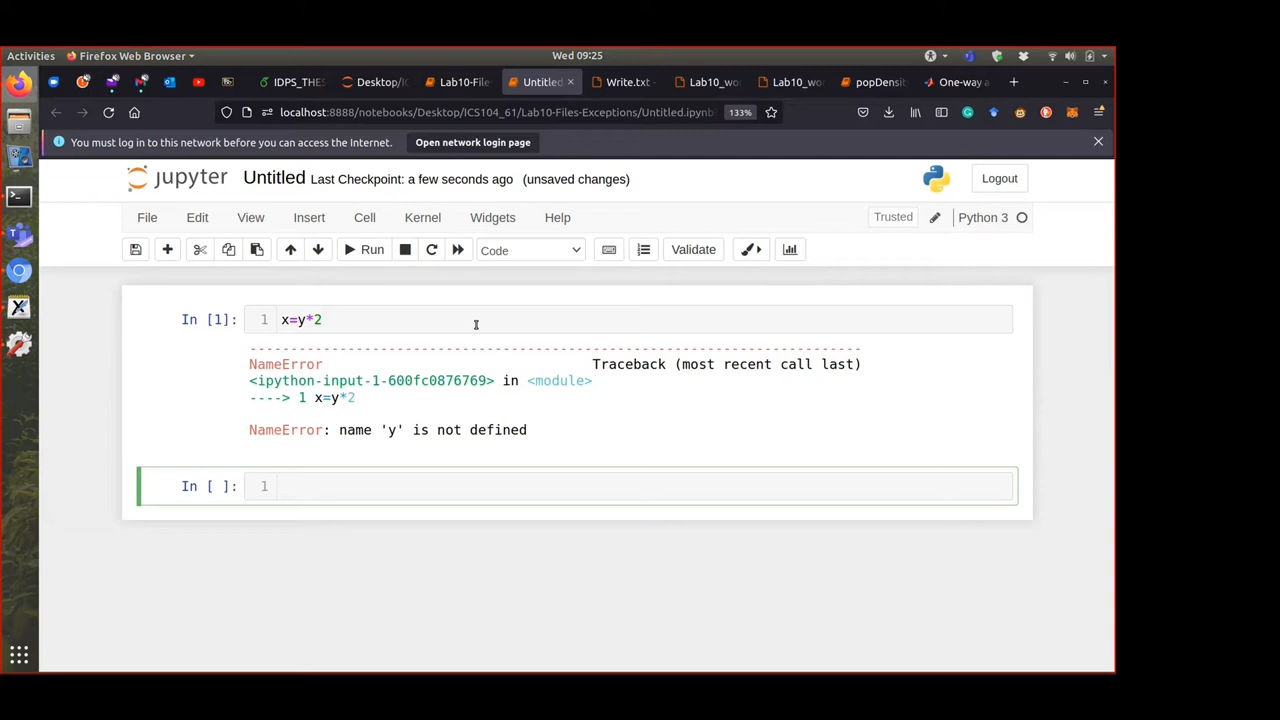 Activities Firefox Web Browser Wed 09:25
IDPS_THES Desktop/IC Lab10-File Untitled Write.txt - Lab10_wo Lab10_wo popDensit One-way a
localhost:8888/notebooks/Desktop/ICS104_61/Lab10-Files-Exceptions/Untitled.ipynb 133%
You must log in to this network before you can access the Internet. Open network login page
jupyter Untitled Last Checkpoint: a few seconds ago (unsaved changes) Logout
File Edit View Insert Cell Kernel Widgets Help Trusted Python 3
Run Code Validate
In [1]: 1 x=y*2
---------------------------------------------------------------------------
NameError Traceback (most recent call last)
<ipython-input-1-600fc0876769> in <module>
----> 1 x=y*2
NameError: name 'y' is not defined
In [ ]: 1